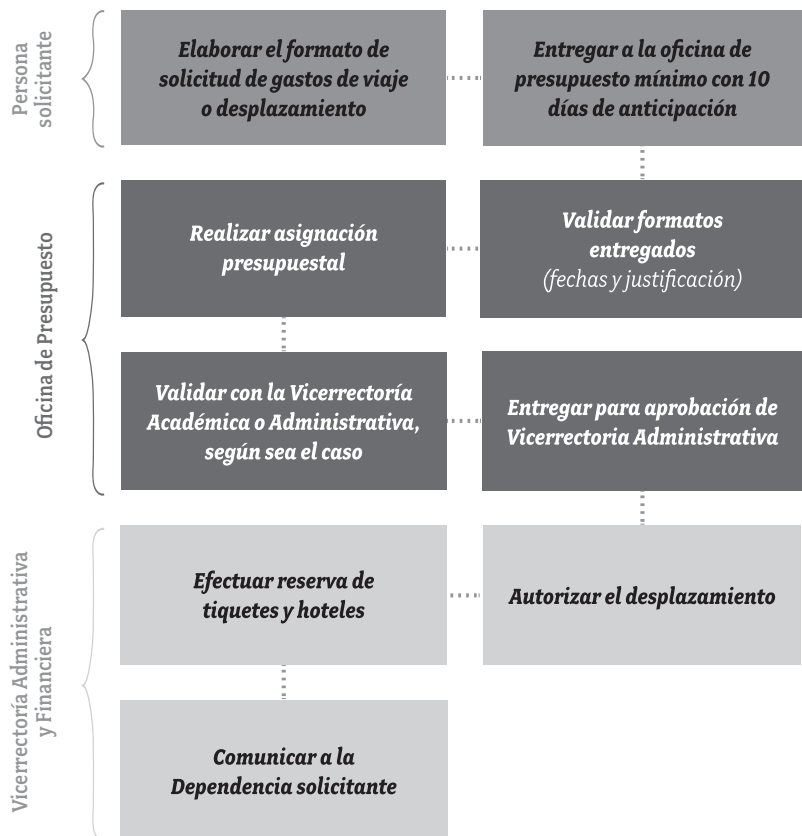 Persona
solicitante
Elaborar el formato de
solicitud de gastos de viaje
o desplazamiento
Entregar a la oficina de
presupuesto mínimo con 10
días de anticipación
Oficina de Presupuesto
Realizar asignación
presupuestal
Validar formatos
entregados
(fechas y justificación)
Validar con la Vicerrectoría
Académica o Administrativa,
según sea el caso
Entregar para aprobación de
Vicerrectoria Administrativa
Vicerrectoría Administrativa
y Financiera
Efectuar reserva de
tiquetes y hoteles
Autorizar el desplazamiento
Comunicar a la
Dependencia solicitante